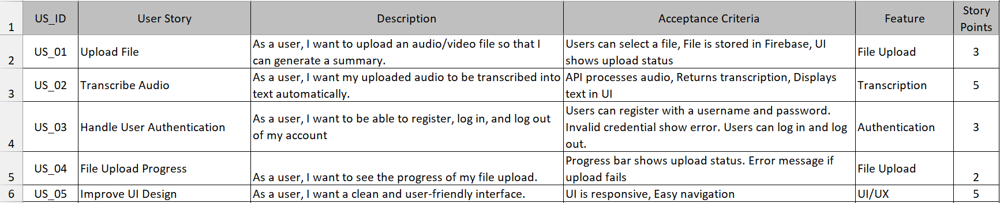 1 US_ID User Story Description Acceptance Criteria Feature Story Points
2 US_01 Upload File As a user, I want to upload an audio/video file so that I can generate a summary. Users can select a file, File is stored in Firebase, UI shows upload status File Upload 3
3 US_02 Transcribe Audio As a user, I want my uploaded audio to be transcribed into text automatically. API processes audio, Returns transcription, Displays text in UI Transcription 5
4 US_03 Handle User Authentication As a user, I want to be able to register, log in, and log out of my account Users can register with a username and password. Invalid credential show error. Users can log in and log out. Authentication 3
5 US_04 File Upload Progress As a user, I want to see the progress of my file upload. Progress bar shows upload status. Error message if upload fails File Upload 2
6 US_05 Improve UI Design As a user, I want a clean and user-friendly interface. UI is responsive, Easy navigation UI/UX 5